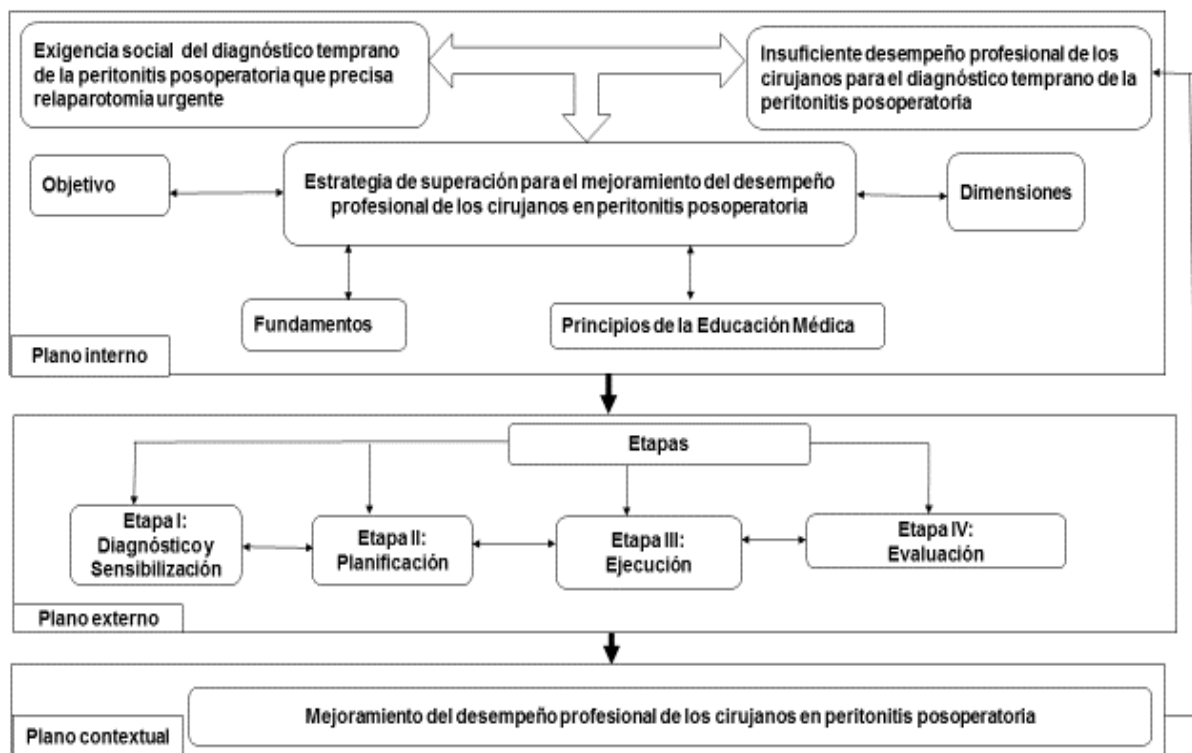 Exigencia social del diagnóstico temprano
de la peritonitis posoperatoria que precisa
relaparotomía urgente
Insuficiente desempeño profesional de los
cirujanos para el diagnóstico temprano de la
peritonitis posoperatoria
Objetivo
Estrategia de superación para el mejoramiento del desempeño
profesional de los cirujanos en peritonitis posoperatoria
Dimensiones
Fundamentos
Principios de la Educación Médica
Plano interno
Etapas
Etapa I:
Diagnóstico y
Sensibilización
Etapa II:
Planificación
Etapa III:
Ejecución
Etapa IV:
Evaluación
Plano externo
Mejoramiento del desempeño profesional de los cirujanos en peritonitis posoperatoria
Plano contextual